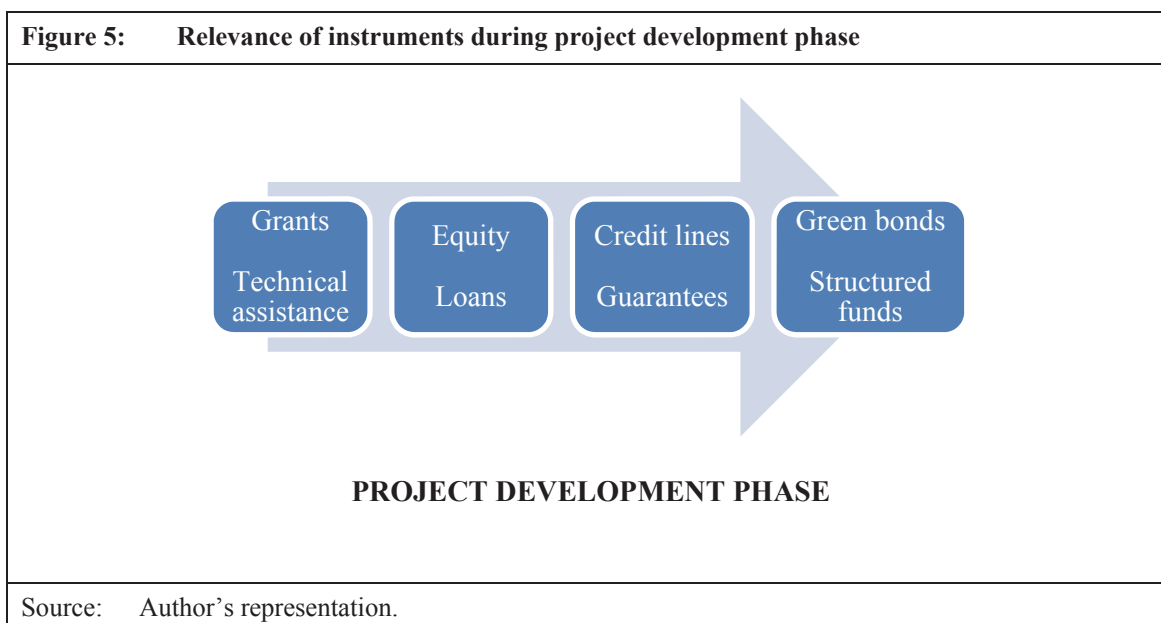 Figure 5: Relevance of instruments during project development phase
Grants
Technical
assistance
Equity
Loans
Credit lines
Guarantees
Green bonds
Structured
funds
PROJECT DEVELOPMENT PHASE
Source: Author’s representation.